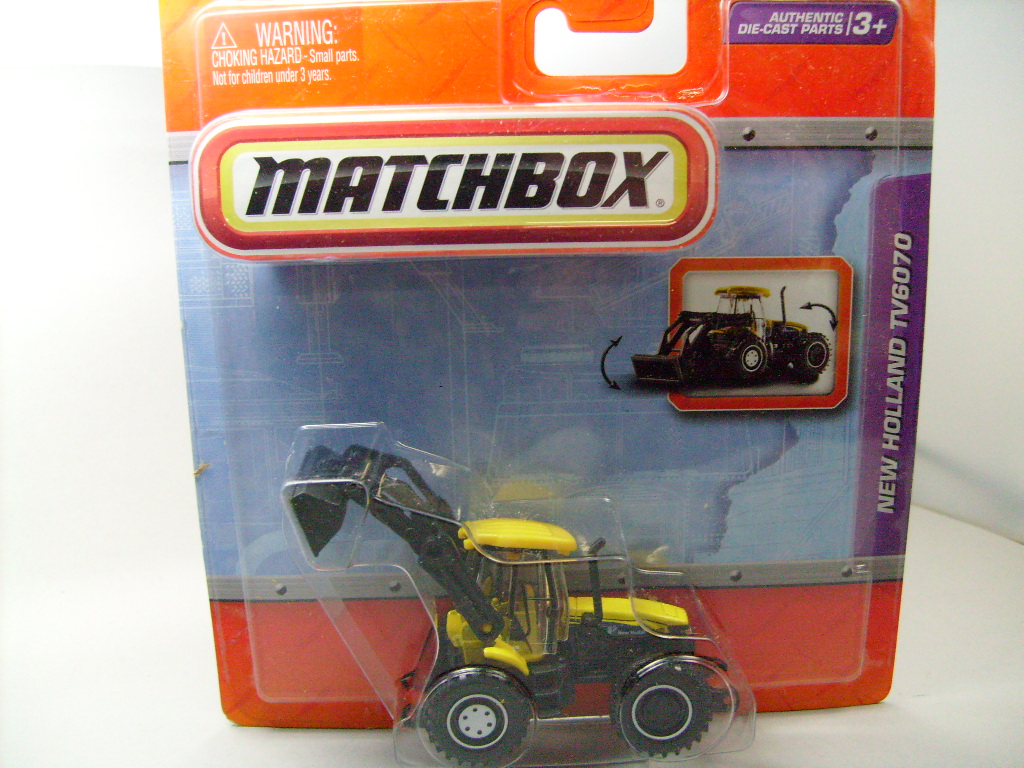 WARNING:
CHOKING HAZARD - Small parts.
Not for children under 3 years.
AUTHENTIC
DIE-CAST PARTS
3+
MATCHBOX®
NEW HOLLAND TV6070